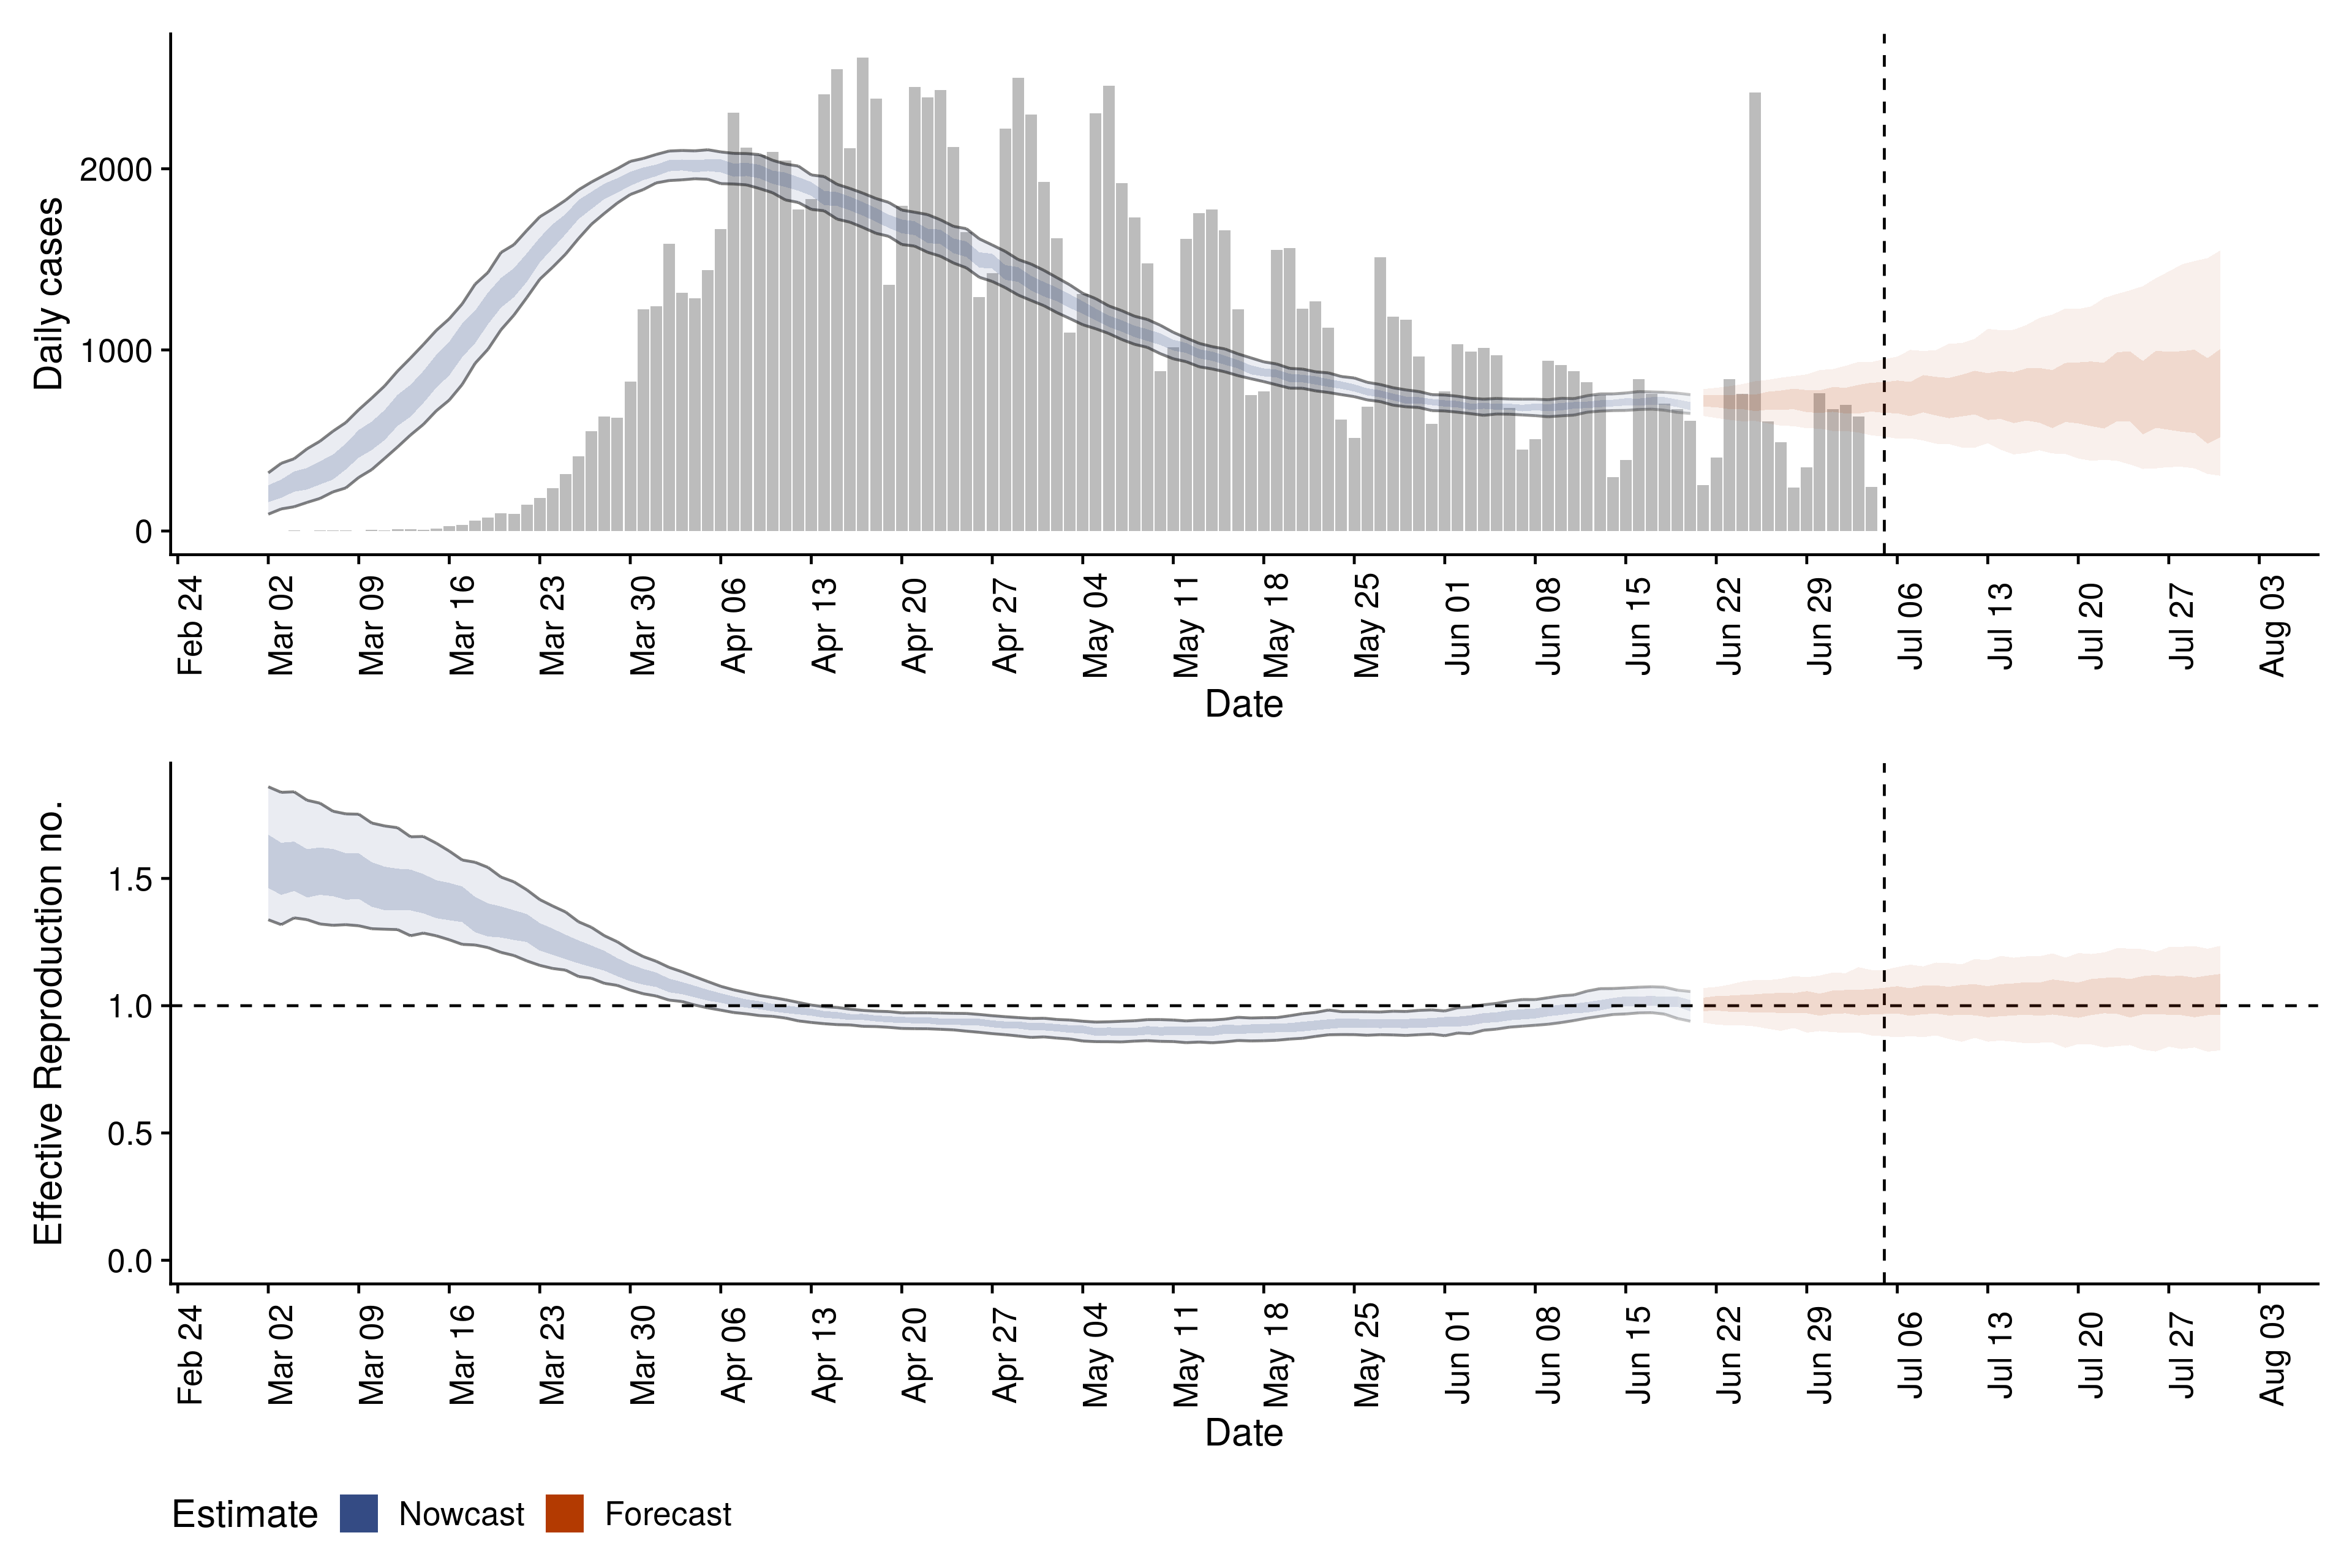 Daily cases
2000
1000
0
Feb 24
Mar 02
Mar 09
Mar 16
Mar 23
Mar 30
Apr 06
Apr 13
Apr 20
Apr 27
May 04
May 11
May 18
May 25
Jun 01
Jun 08
Jun 15
Jun 22
Jun 29
Jul 06
Jul 13
Jul 20
Jul 27
Aug 03
Date
Effective Reproduction no.
1.5
1.0
0.5
0.0
Feb 24
Mar 02
Mar 09
Mar 16
Mar 23
Mar 30
Apr 06
Apr 13
Apr 20
Apr 27
May 04
May 11
May 18
May 25
Jun 01
Jun 08
Jun 15
Jun 22
Jun 29
Jul 06
Jul 13
Jul 20
Jul 27
Aug 03
Date
Estimate Nowcast Forecast